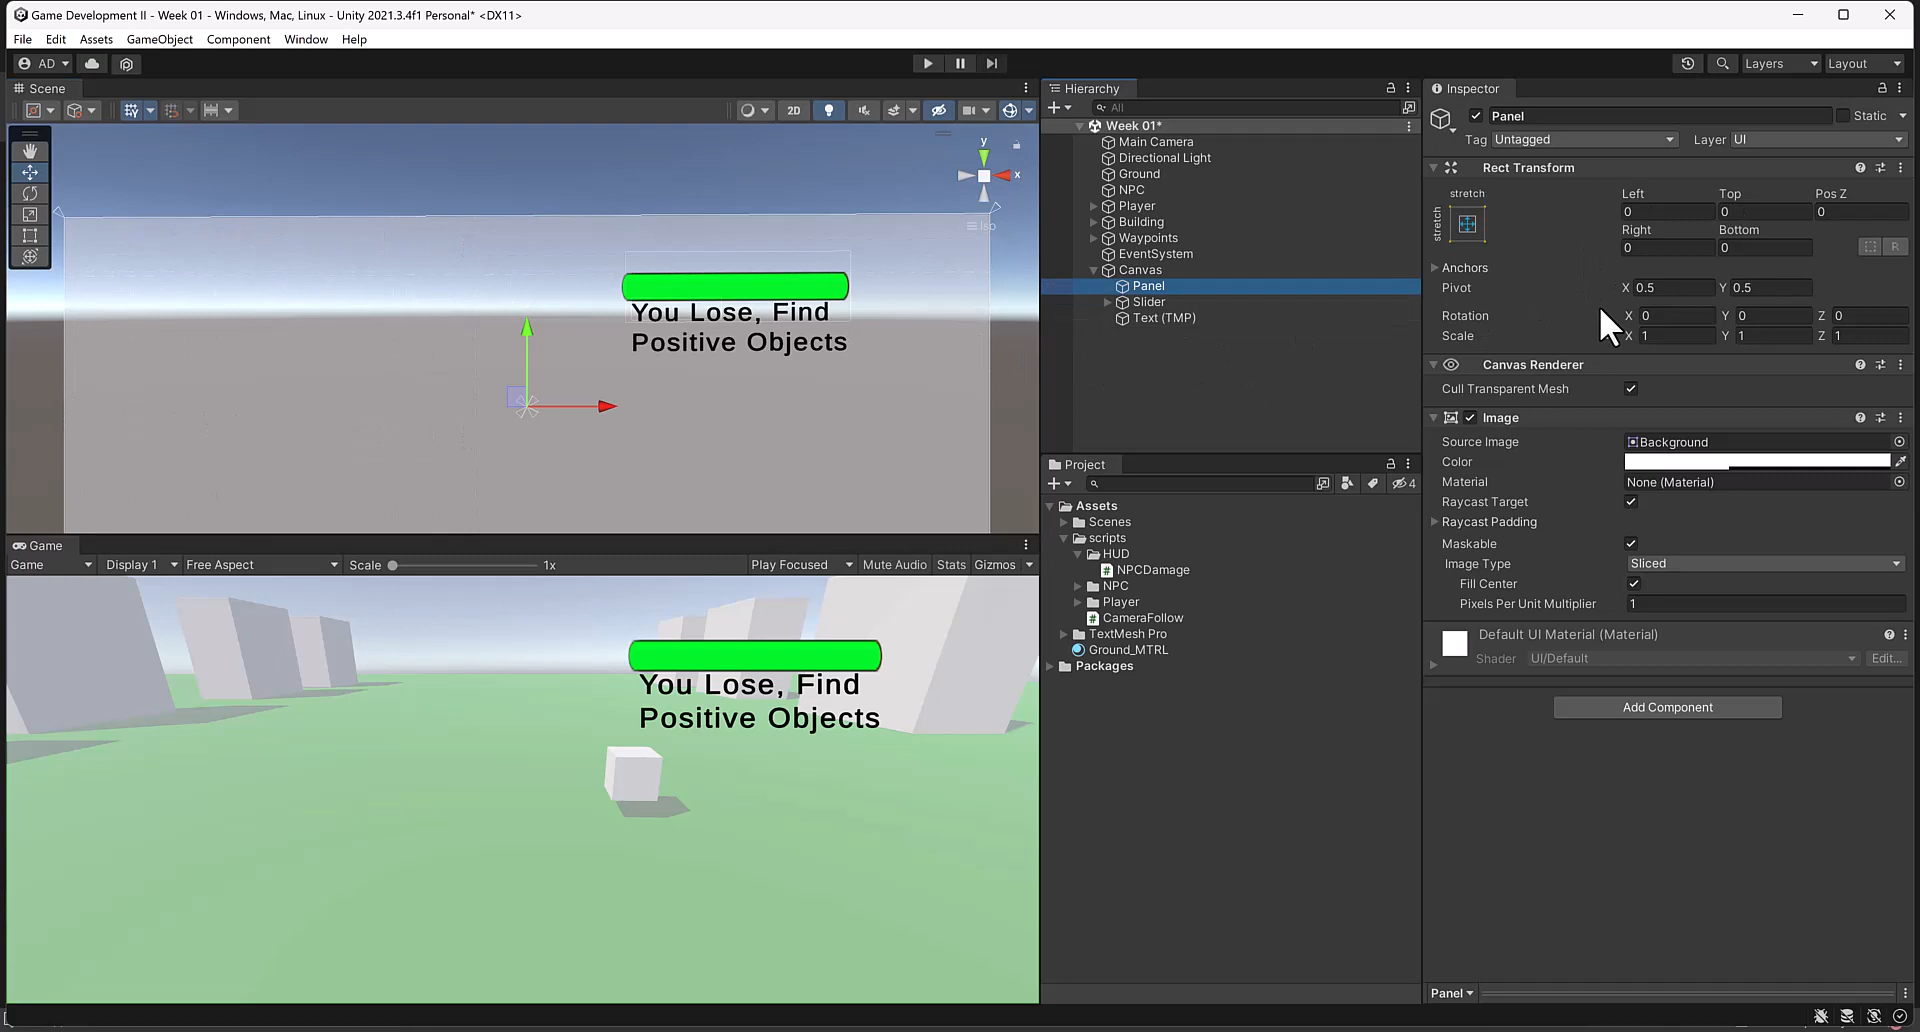 Game Development II - Week 01 - Windows, Mac, Linux - Unity 2021.3.4f1 Personal* <DX11>
File Edit Assets GameObject Component Window Help
AD
Layers Layout
Scene
2D
y
x
Iso
You Lose, Find
Positive Objects
Game
Game Display 1 Free Aspect Scale 1x Play Focused Mute Audio Stats Gizmos
You Lose, Find
Positive Objects
Hierarchy
All
Week 01*
Main Camera
Directional Light
Ground
NPC
Player
Building
Waypoints
EventSystem
Canvas
Panel
Slider
Text (TMP)
Project
4
Assets
Scenes
scripts
HUD
NPCDamage
NPC
Player
CameraFollow
TextMesh Pro
Ground_MTRL
Packages
Inspector
Panel Static
Tag Untagged Layer UI
Rect Transform
stretch Left Top Pos Z
stretch 0 0 0
Right Bottom
0 0 R
Anchors
Pivot X 0.5 Y 0.5
Rotation X 0 Y 0 Z 0
Scale X 1 Y 1 Z 1
Canvas Renderer
Cull Transparent Mesh
Image
Source Image Background
Color
Material None (Material)
Raycast Target
Raycast Padding
Maskable
Image Type Sliced
Fill Center
Pixels Per Unit Multiplier 1
Default UI Material (Material)
Shader UI/Default Edit...
Add Component
Panel